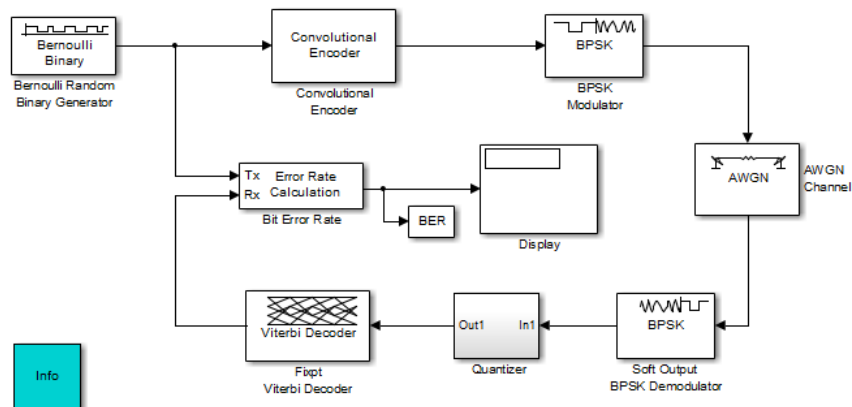 Bernoulli
Binary
Bernoulli Random
Binary Generator
Convolutional
Encoder
Convolutional
Encoder
BPSK
BPSK
Modulator
AWGN
AWGN
Channel
Tx
Rx
Error Rate
Calculation
Bit Error Rate
BER
Display
Viterbi Decoder
Fixpt
Viterbi Decoder
Out1
In1
Quantizer
BPSK
Soft Output
BPSK Demodulator
Info